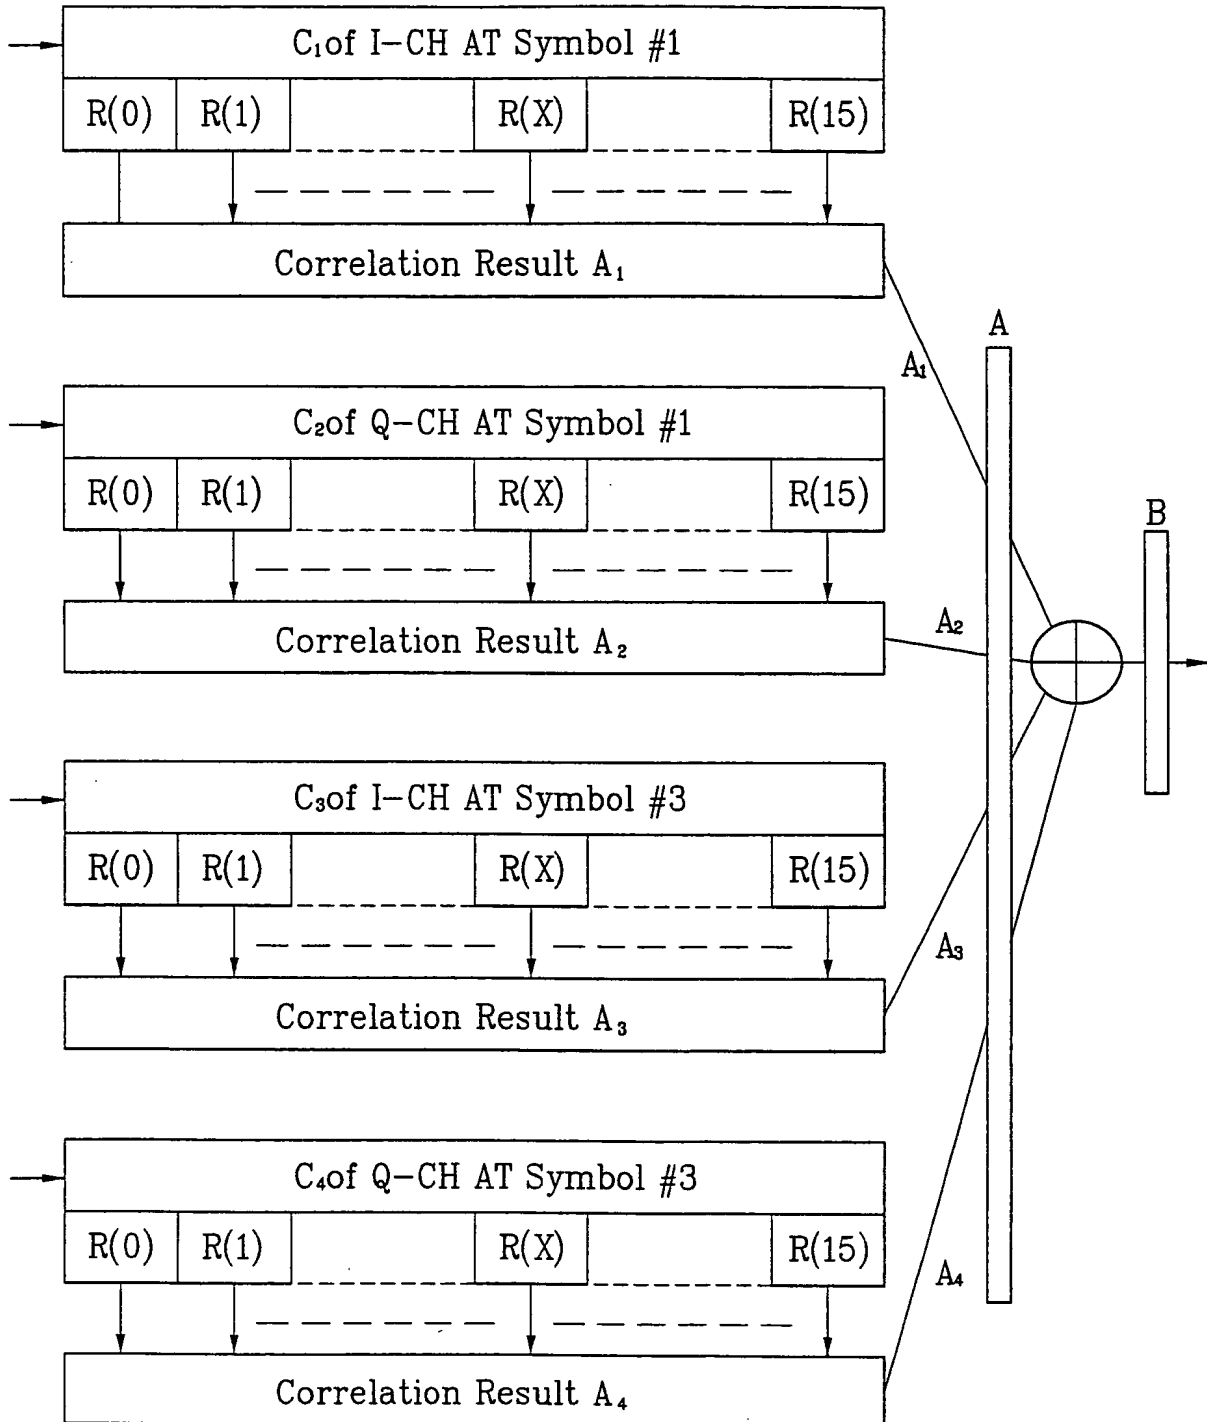 C₁of I-CH AT Symbol #1
R(0) R(1) R(X) R(15)
Correlation Result A₁
A
A₁
C₂of Q-CH AT Symbol #1
R(0) R(1) R(X) R(15)
B
Correlation Result A₂
A₂
C₃of I-CH AT Symbol #3
R(0) R(1) R(X) R(15)
A₃
Correlation Result A₃
C₄of Q-CH AT Symbol #3
R(0) R(1) R(X) R(15)
A₄
Correlation Result A₄